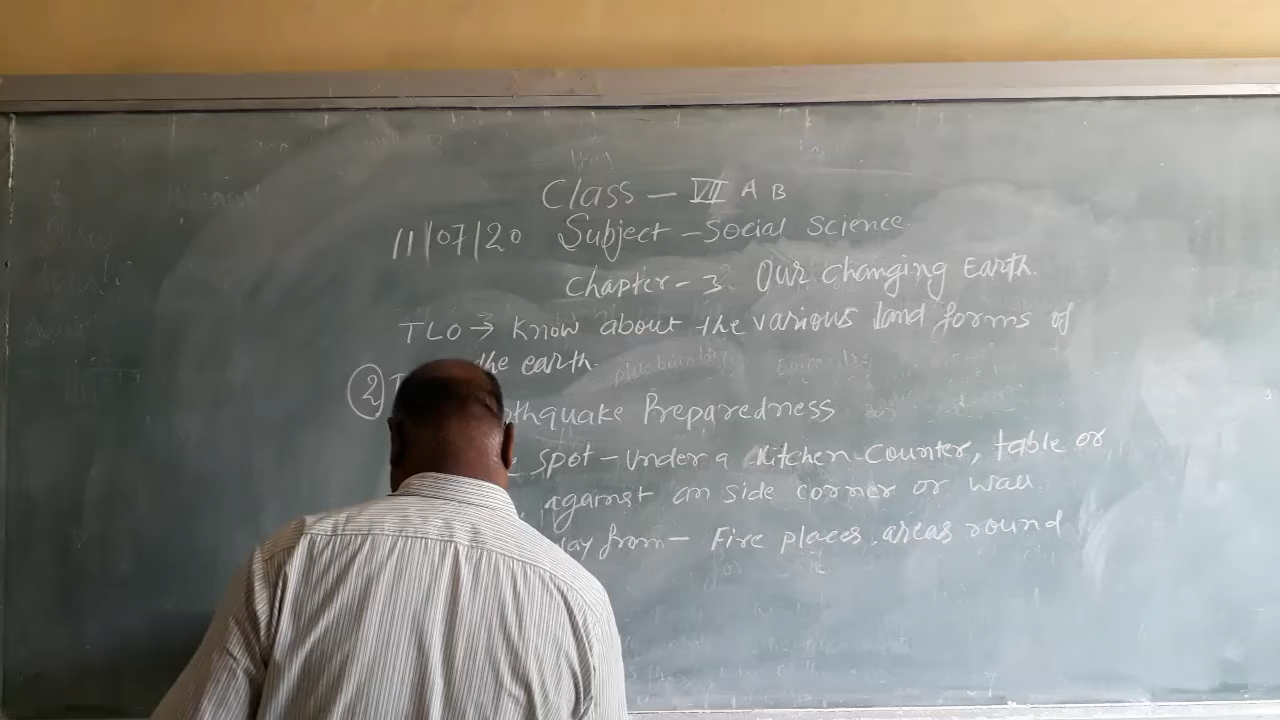 Class - VII A B
11/07/20 Subject - Social Science.
Chapter - 3 Our Changing Earth.
TLO → Know about the various land forms of
the earth.
② Preparedness
Spot - Under a Kitchen Counter, table or
against an side corner or wall.
from - Fire places, areas round